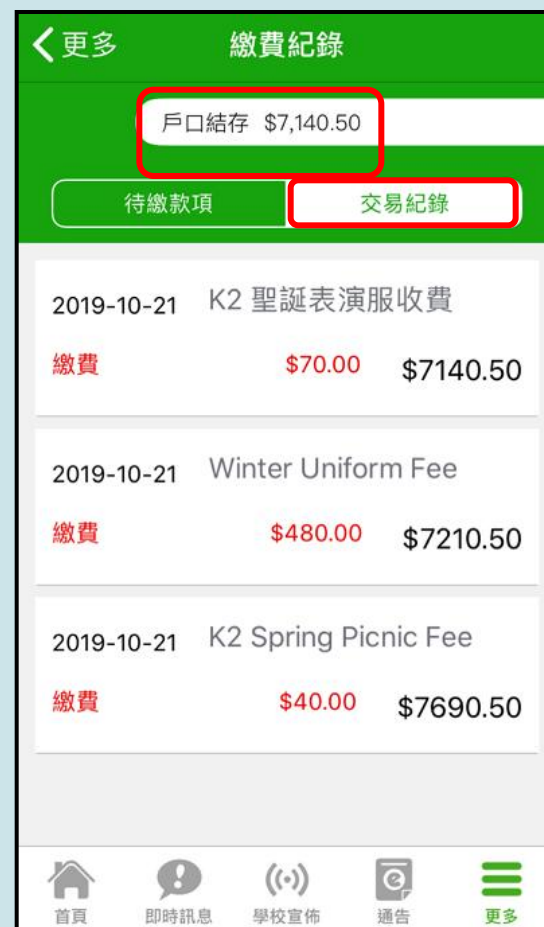 更多 繳費紀錄
戶口結存 $7,140.50
待繳款項 交易紀錄
2019-10-21 K2 聖誕表演服收費
繳費 $70.00 $7140.50
2019-10-21 Winter Uniform Fee
繳費 $480.00 $7210.50
2019-10-21 K2 Spring Picnic Fee
繳費 $40.00 $7690.50
首頁 即時訊息 學校宣佈 通告 更多